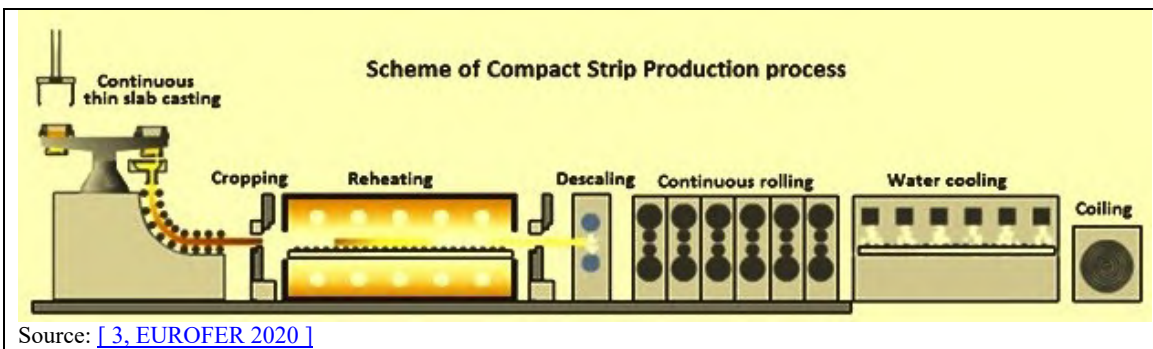 Scheme of Compact Strip Production process
Continuous
thin slab casting
Cropping
Reheating
Descaling
Continuous rolling
Water cooling
Coiling
Source: [ 3, EUROFER 2020 ]